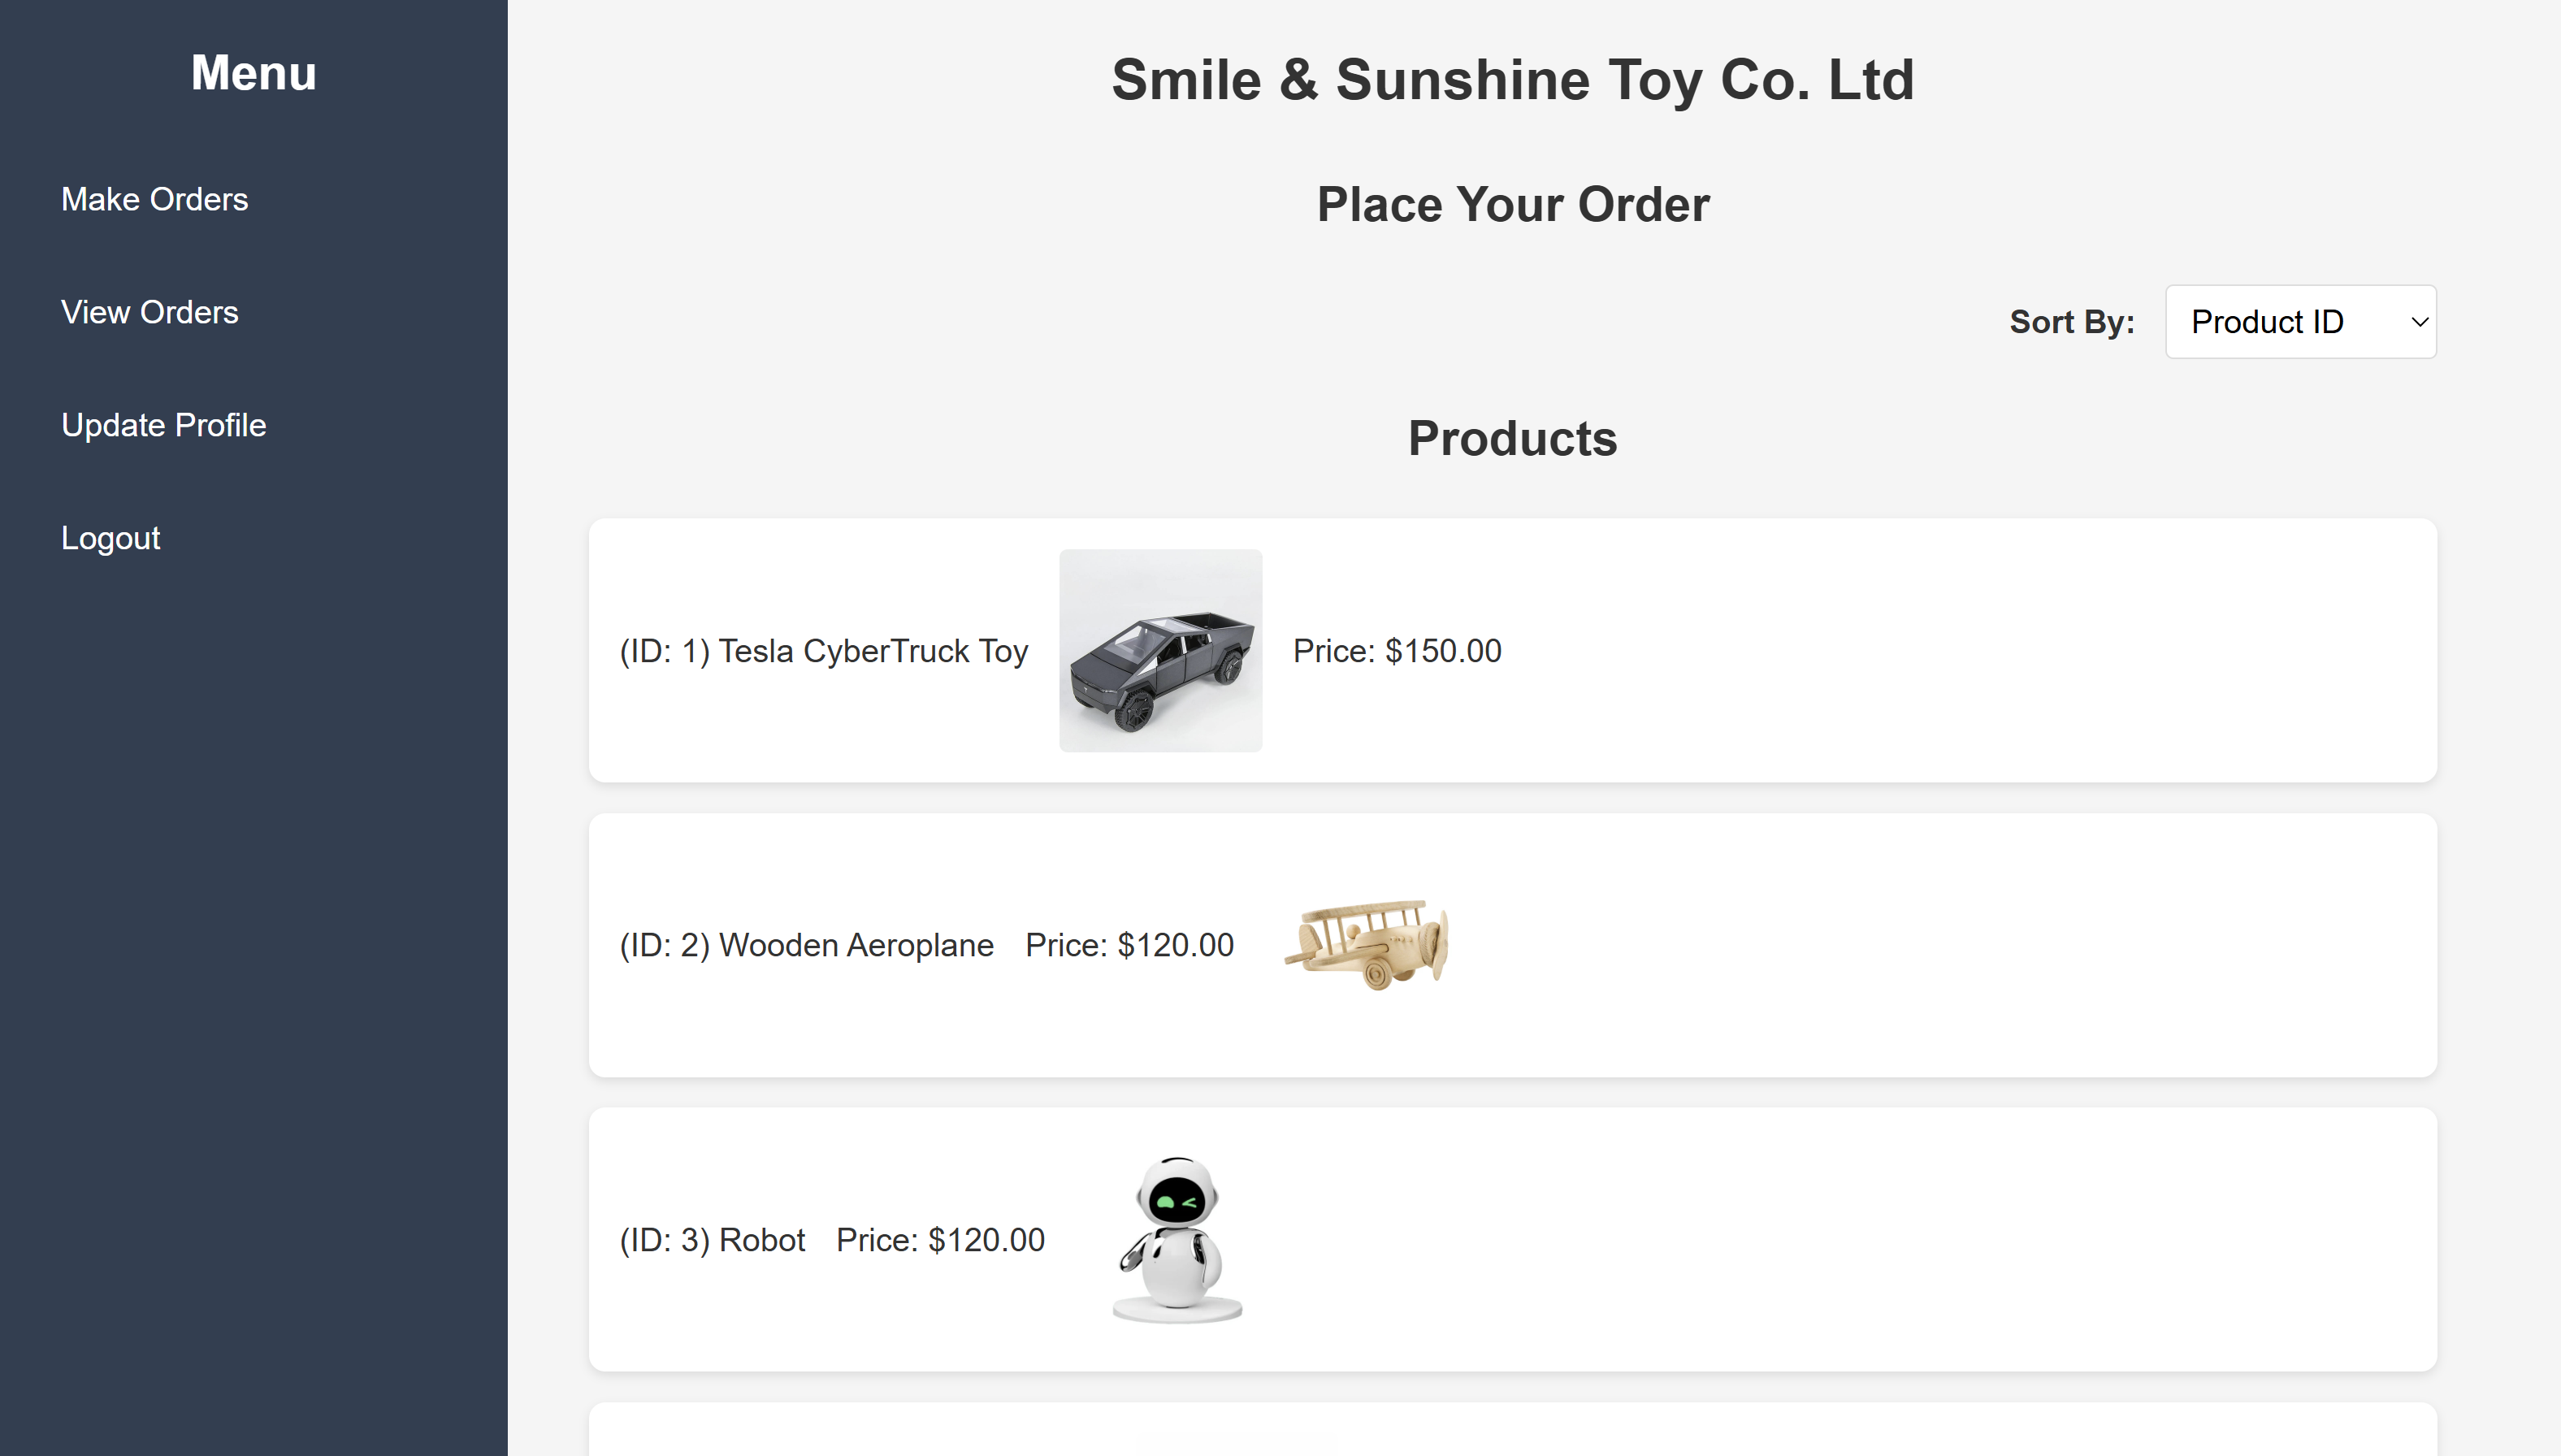 Menu
Make Orders
View Orders
Update Profile
Logout
Smile & Sunshine Toy Co. Ltd
Place Your Order
Sort By: Product ID
Products
(ID: 1) Tesla CyberTruck Toy Price: $150.00
(ID: 2) Wooden Aeroplane Price: $120.00
(ID: 3) Robot Price: $120.00